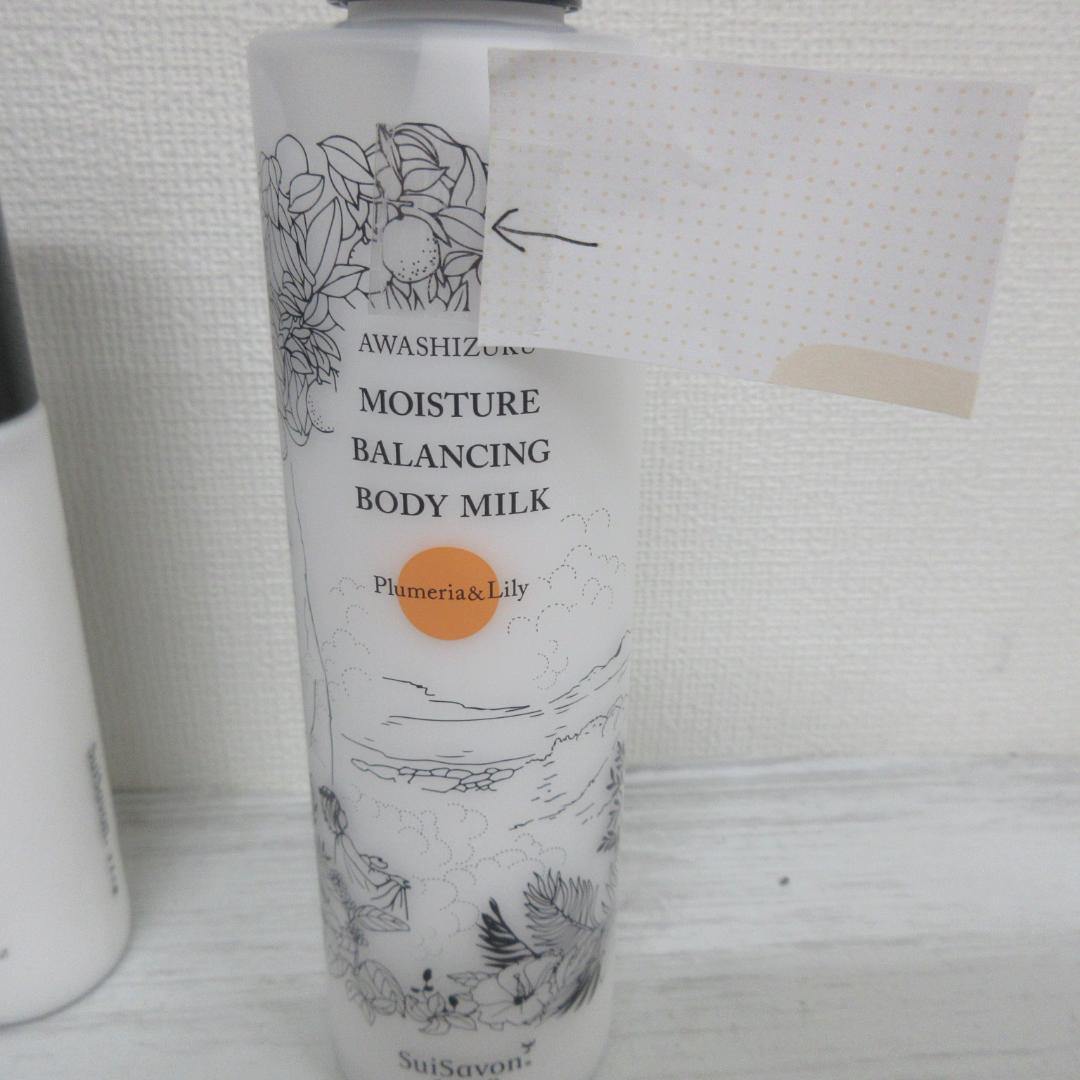 AWASHIZUKU
MOISTURE
BALANCING
BODY MILK
Plumeria&Lily
SuiSavon